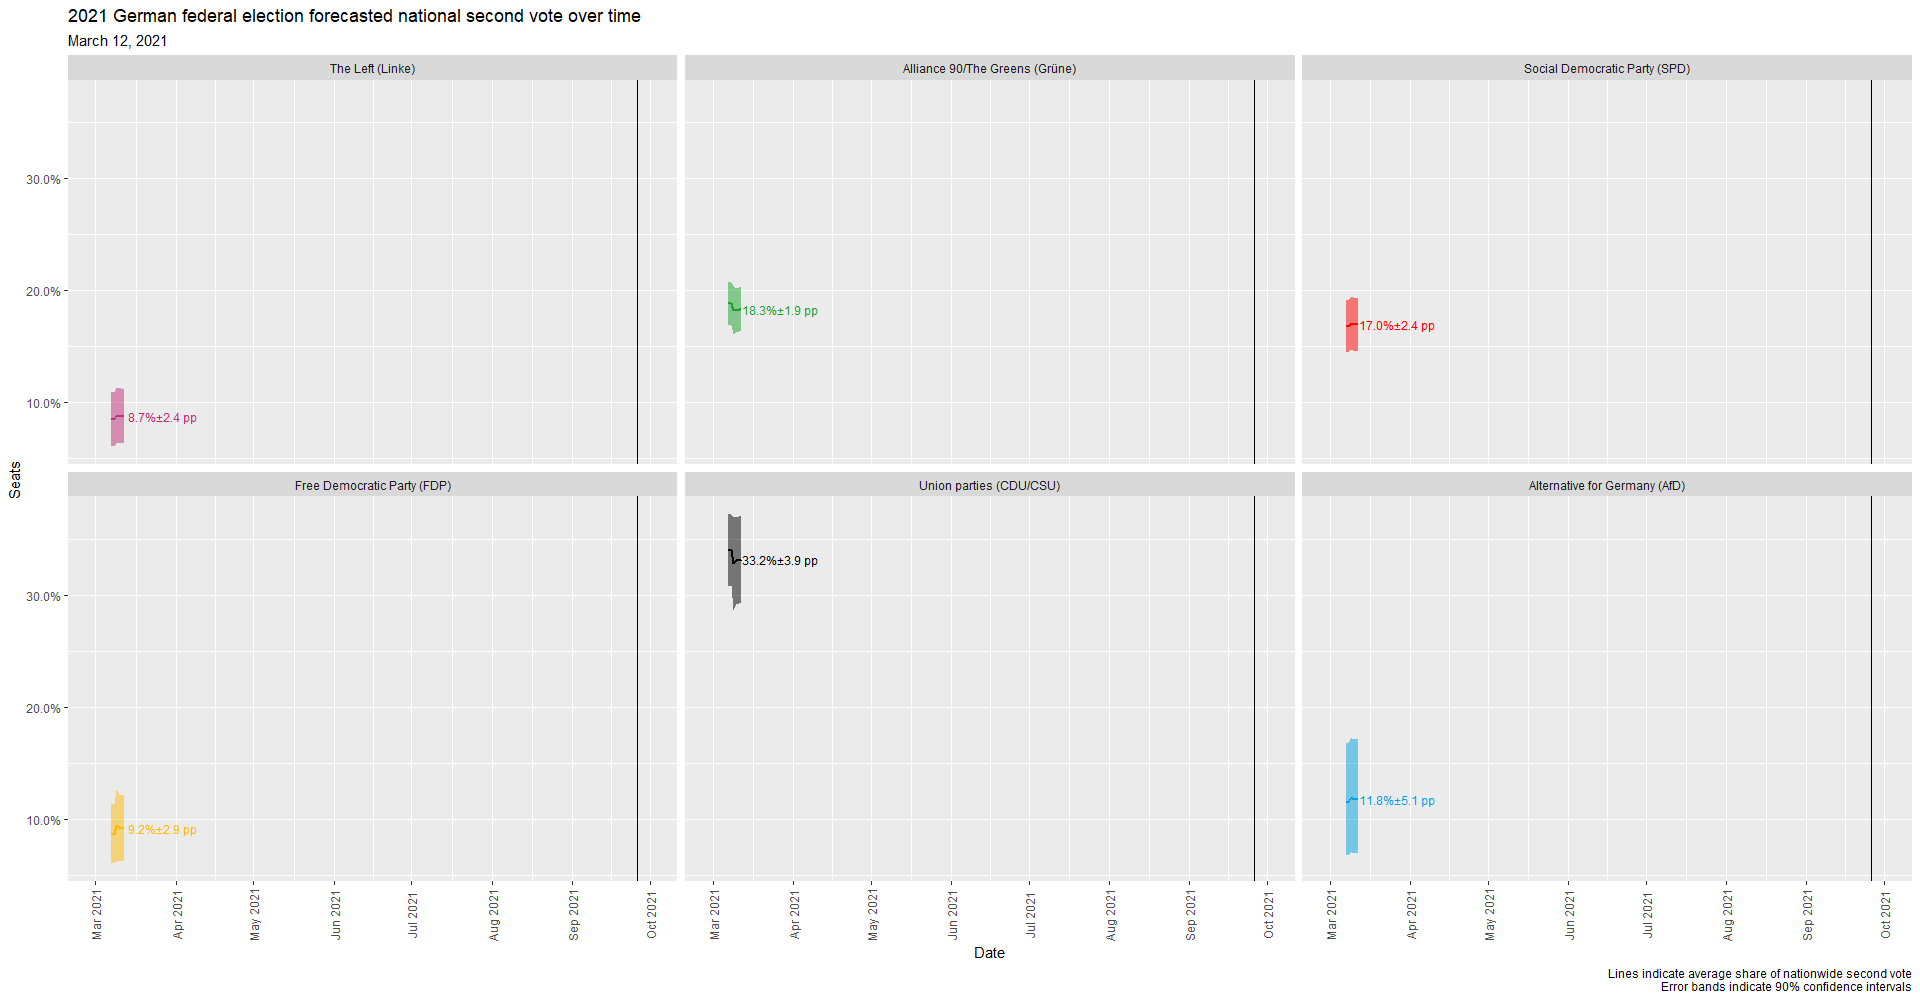 2021 German federal election forecasted national second vote over time
March 12, 2021
The Left (Linke)
Alliance 90/The Greens (Grüne)
Social Democratic Party (SPD)
30.0%
20.0%
10.0%
8.7%±2.4 pp
18.3%±1.9 pp
17.0%±2.4 pp
Seats
Free Democratic Party (FDP)
Union parties (CDU/CSU)
Alternative for Germany (AfD)
30.0%
20.0%
10.0%
9.2%±2.9 pp
33.2%±3.9 pp
11.8%±5.1 pp
Mar 2021
Apr 2021
May 2021
Jun 2021
Jul 2021
Aug 2021
Sep 2021
Oct 2021
Mar 2021
Apr 2021
May 2021
Jun 2021
Jul 2021
Aug 2021
Sep 2021
Oct 2021
Mar 2021
Apr 2021
May 2021
Jun 2021
Jul 2021
Aug 2021
Sep 2021
Oct 2021
Date
Lines indicate average share of nationwide second vote
Error bands indicate 90% confidence intervals